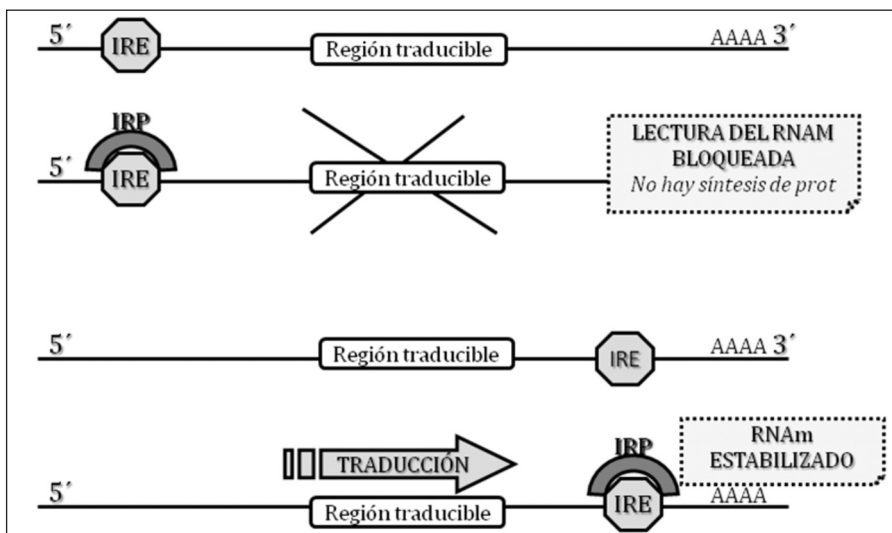 5´ IRE Región traducible AAAA 3´
IRP
5´ IRE Región traducible
LECTURA DEL RNAM
BLOQUEADA
No hay síntesis de prot
5´ Región traducible IRE AAAA 3´
TRADUCCIÓN
IRP
RNAm
ESTABILIZADO
5´ Región traducible IRE AAAA